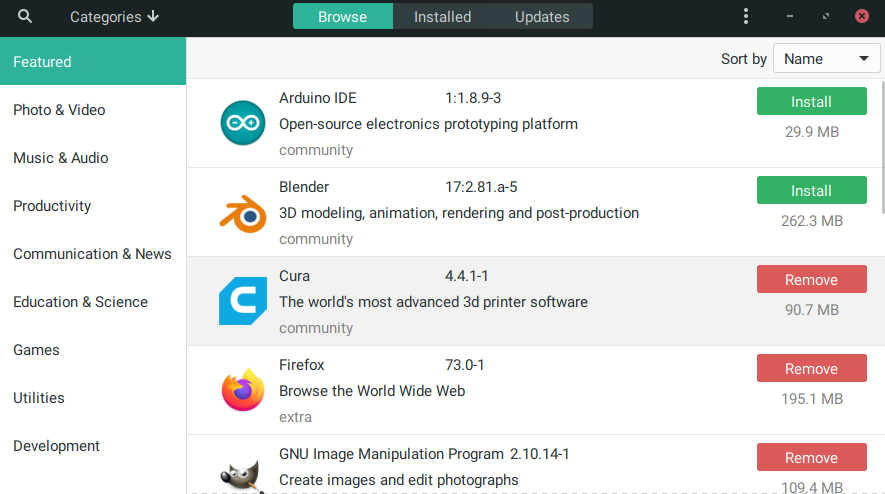 Categories
Browse
Installed
Updates
Featured
Photo & Video
Music & Audio
Productivity
Communication & News
Education & Science
Games
Utilities
Development
Sort by Name
Arduino IDE 1:1.8.9-3
Open-source electronics prototyping platform
community
Install
29.9 MB
Blender 17:2.81.a-5
3D modeling, animation, rendering and post-production
community
Install
262.3 MB
Cura 4.4.1-1
The world's most advanced 3d printer software
community
Remove
90.7 MB
Firefox 73.0-1
Browse the World Wide Web
extra
Remove
195.1 MB
GNU Image Manipulation Program 2.10.14-1
Create images and edit photographs
Remove
109.4 MB